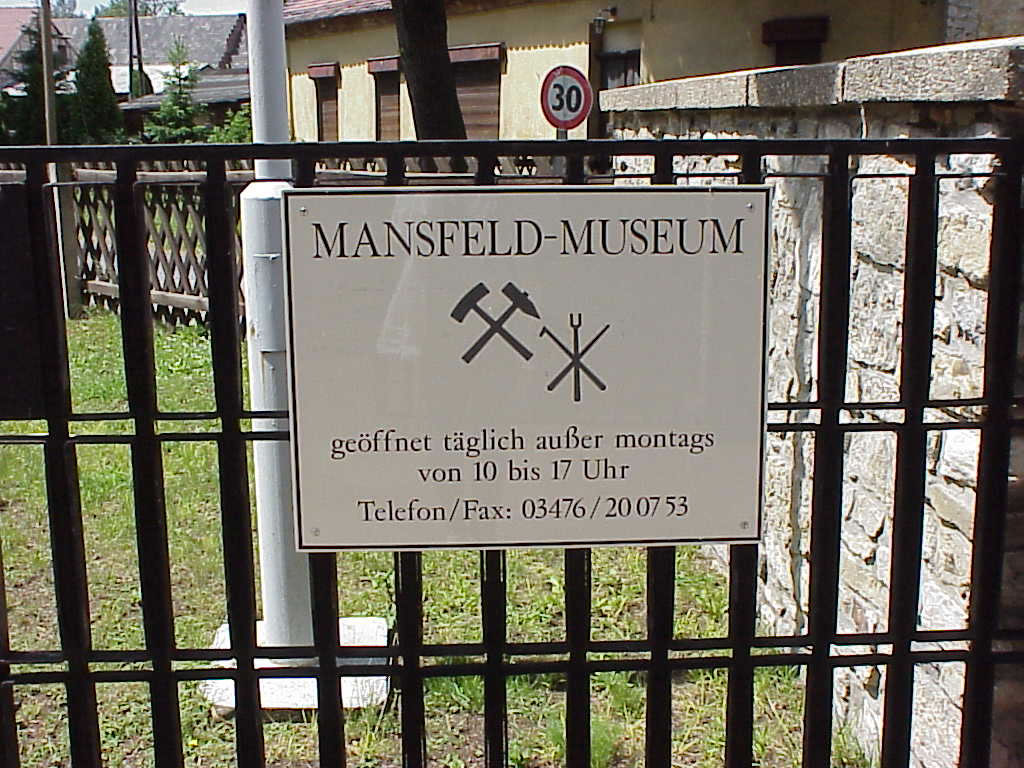 30
MANSFELD-MUSEUM
geöffnet täglich außer montags
von 10 bis 17 Uhr
Telefon/Fax: 03476/20 07 53